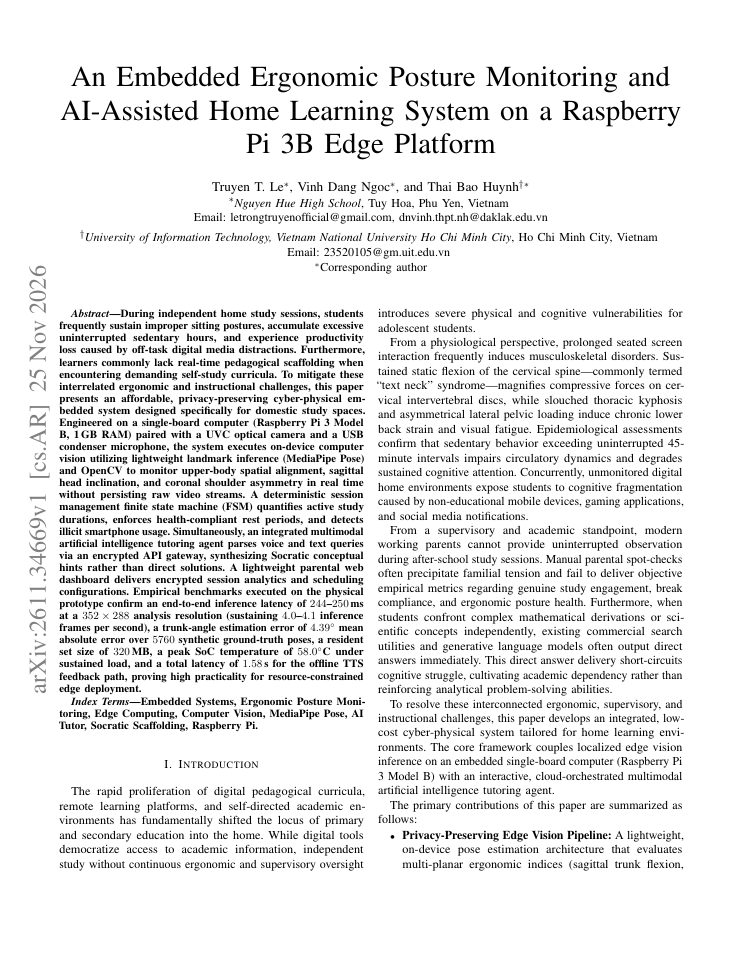 An Embedded Ergonomic Posture Monitoring and
AI-Assisted Home Learning System on a Raspberry
Pi 3B Edge Platform
Truyen T. Le*, Vinh Dang Ngoc*, and Thai Bao Huynh†*
*Nguyen Hue High School, Tuy Hoa, Phu Yen, Vietnam
Email: letrongtruyenofficial@gmail.com, dnvinh.thpt.nh@daklak.edu.vn
†University of Information Technology, Vietnam National University Ho Chi Minh City, Ho Chi Minh City, Vietnam
Email: 23520105@gm.uit.edu.vn
*Corresponding author
arXiv:2611.34669v1 [cs.AR] 25 Nov 2026
Abstract—During independent home study sessions, students
frequently sustain improper sitting postures, accumulate excessive
uninterrupted sedentary hours, and experience productivity
loss caused by off-task digital media distractions. Furthermore,
learners commonly lack real-time pedagogical scaffolding when
encountering demanding self-study curricula. To mitigate these
interrelated ergonomic and instructional challenges, this paper
presents an affordable, privacy-preserving cyber-physical em-
bedded system designed specifically for domestic study spaces.
Engineered on a single-board computer (Raspberry Pi 3 Model
B, 1 GB RAM) paired with a UVC optical camera and a USB
condenser microphone, the system executes on-device computer
vision utilizing lightweight landmark inference (MediaPipe Pose)
and OpenCV to monitor upper-body spatial alignment, sagittal
head inclination, and coronal shoulder asymmetry in real time
without persisting raw video streams. A deterministic session
management finite state machine (FSM) quantifies active study
durations, enforces health-compliant rest periods, and detects
illicit smartphone usage. Simultaneously, an integrated multimodal
artificial intelligence tutoring agent parses voice and text queries
via an encrypted API gateway, synthesizing Socratic conceptual
hints rather than direct solutions. A lightweight parental web
dashboard delivers encrypted session analytics and scheduling
configurations. Empirical benchmarks executed on the physical
prototype confirm an end-to-end inference latency of 244–250 ms
at a 352 × 288 analysis resolution (sustaining 4.0–4.1 inference
frames per second), a trunk-angle estimation error of 4.39° mean
absolute error over 5760 synthetic ground-truth poses, a resident
set size of 320 MB, a peak SoC temperature of 58.0°C under
sustained load, and a total latency of 1.58 s for the offline TTS
feedback path, proving high practicality for resource-constrained
edge deployment.
Index Terms—Embedded Systems, Ergonomic Posture Moni-
toring, Edge Computing, Computer Vision, MediaPipe Pose, AI
Tutor, Socratic Scaffolding, Raspberry Pi.
I. INTRODUCTION
The rapid proliferation of digital pedagogical curricula,
remote learning platforms, and self-directed academic en-
vironments has fundamentally shifted the locus of primary
and secondary education into the home. While digital tools
democratize access to academic information, independent
study without continuous ergonomic and supervisory oversight
introduces severe physical and cognitive vulnerabilities for
adolescent students.
From a physiological perspective, prolonged seated screen
interaction frequently induces musculoskeletal disorders. Sus-
tained static flexion of the cervical spine—commonly termed
“text neck” syndrome—magnifies compressive forces on cer-
vical intervertebral discs, while slouched thoracic kyphosis
and asymmetrical lateral pelvic loading induce chronic lower
back strain and visual fatigue. Epidemiological assessments
confirm that sedentary behavior exceeding uninterrupted 45-
minute intervals impairs circulatory dynamics and degrades
sustained cognitive attention. Concurrently, unmonitored digital
home environments expose students to cognitive fragmentation
caused by non-educational mobile devices, gaming applications,
and social media notifications.
From a supervisory and academic standpoint, modern
working parents cannot provide uninterrupted observation
during after-school study sessions. Manual parental spot-checks
often precipitate familial tension and fail to deliver objective
empirical metrics regarding genuine study engagement, break
compliance, and ergonomic posture health. Furthermore, when
students confront complex mathematical derivations or sci-
entific concepts independently, existing commercial search
utilities and generative language models often output direct
answers immediately. This direct answer delivery short-circuits
cognitive struggle, cultivating academic dependency rather than
reinforcing analytical problem-solving abilities.
To resolve these interconnected ergonomic, supervisory, and
instructional challenges, this paper develops an integrated, low-
cost cyber-physical system tailored for home learning envi-
ronments. The core framework couples localized edge vision
inference on an embedded single-board computer (Raspberry Pi
3 Model B) with an interactive, cloud-orchestrated multimodal
artificial intelligence tutoring agent.
The primary contributions of this paper are summarized as
follows:
• Privacy-Preserving Edge Vision Pipeline: A lightweight,
on-device pose estimation architecture that evaluates
multi-planar ergonomic indices (sagittal trunk flexion,